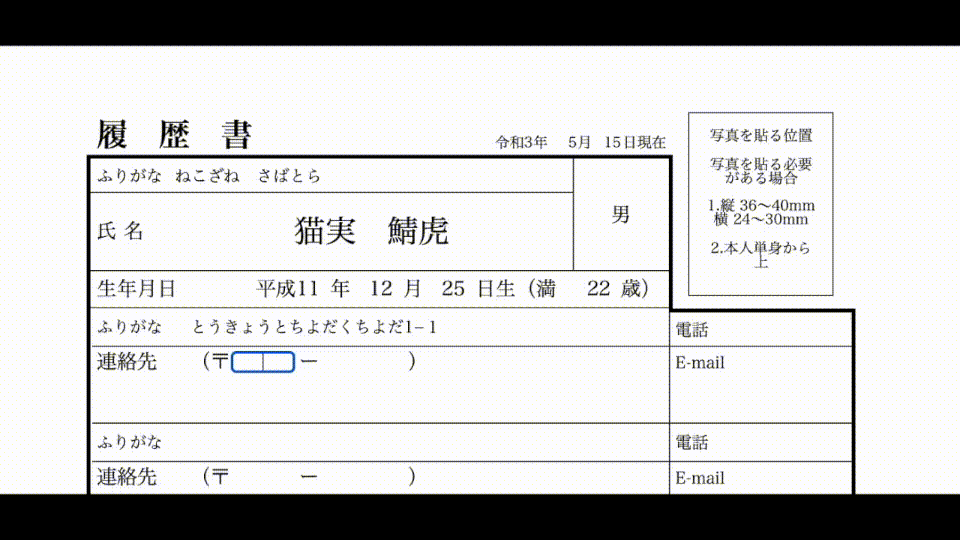 履 歴 書
令和3年 5月 15日現在
写真を貼る位置
写真を貼る必要
がある場合
1.縦 36〜40mm
横 24〜30mm
2.本人単身から
上
ふりがな ねこざね さばとら
氏 名 猫実 鯖虎
男
生年月日 平成11 年 12 月 25 日生（満 22 歳）
ふりがな とうきょうとちよだくちよだ1−1
電話
連絡先 （〒 ー ）
E-mail
ふりがな
電話
連絡先 （〒 ー ）
E-mail